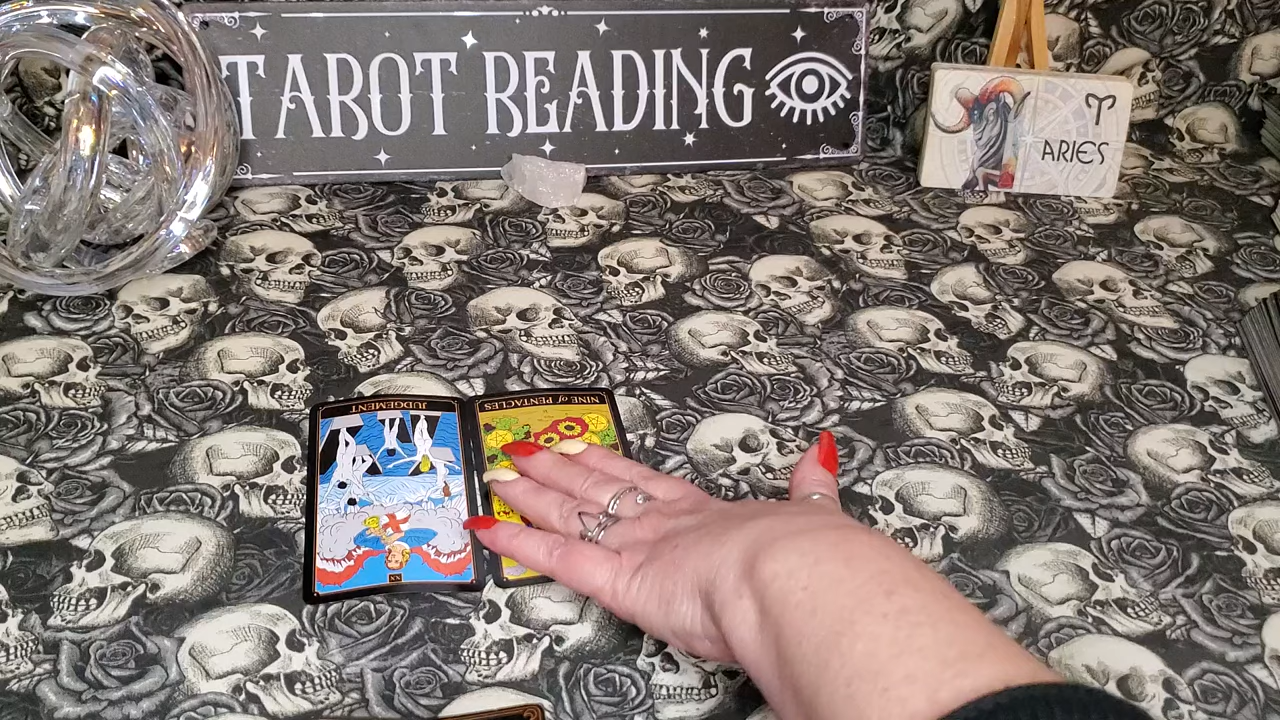 TAROT READING
ARIES
JUDGEMENT
NINE of PENTACLES
XX